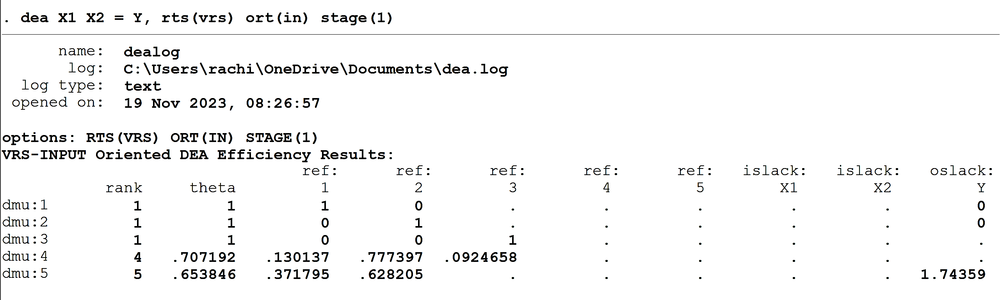 . dea X1 X2 = Y, rts(vrs) ort(in) stage(1)
name: dealog
log: C:\Users\rachi\OneDrive\Documents\dea.log
log type: text
opened on: 19 Nov 2023, 08:26:57
options: RTS(VRS) ORT(IN) STAGE(1)
VRS-INPUT Oriented DEA Efficiency Results:
ref: ref: ref: ref: ref: islack: islack: oslack:
rank theta 1 2 3 4 5 X1 X2 Y
dmu:1 1 1 1 0 . . . . . 0
dmu:2 1 1 0 1 . . . . . 0
dmu:3 1 1 0 0 1 . . . . .
dmu:4 4 .707192 .130137 .777397 .0924658 . . . . .
dmu:5 5 .653846 .371795 .628205 . . . . . 1.74359